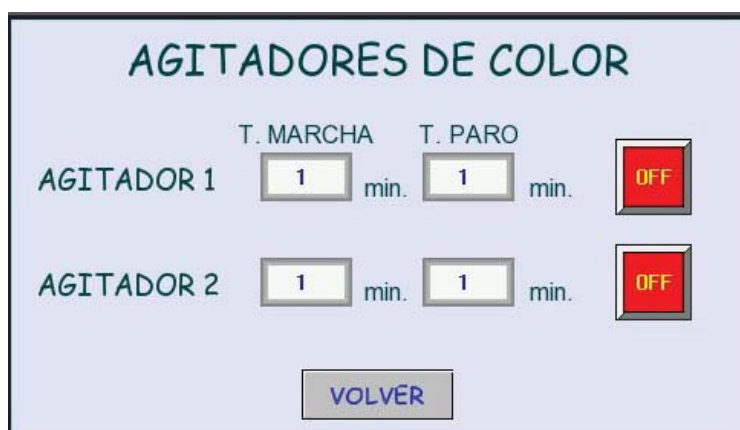 AGITADORES DE COLOR
T. MARCHA T. PARO
AGITADOR 1 1 min. 1 min. OFF
AGITADOR 2 1 min. 1 min. OFF
VOLVER